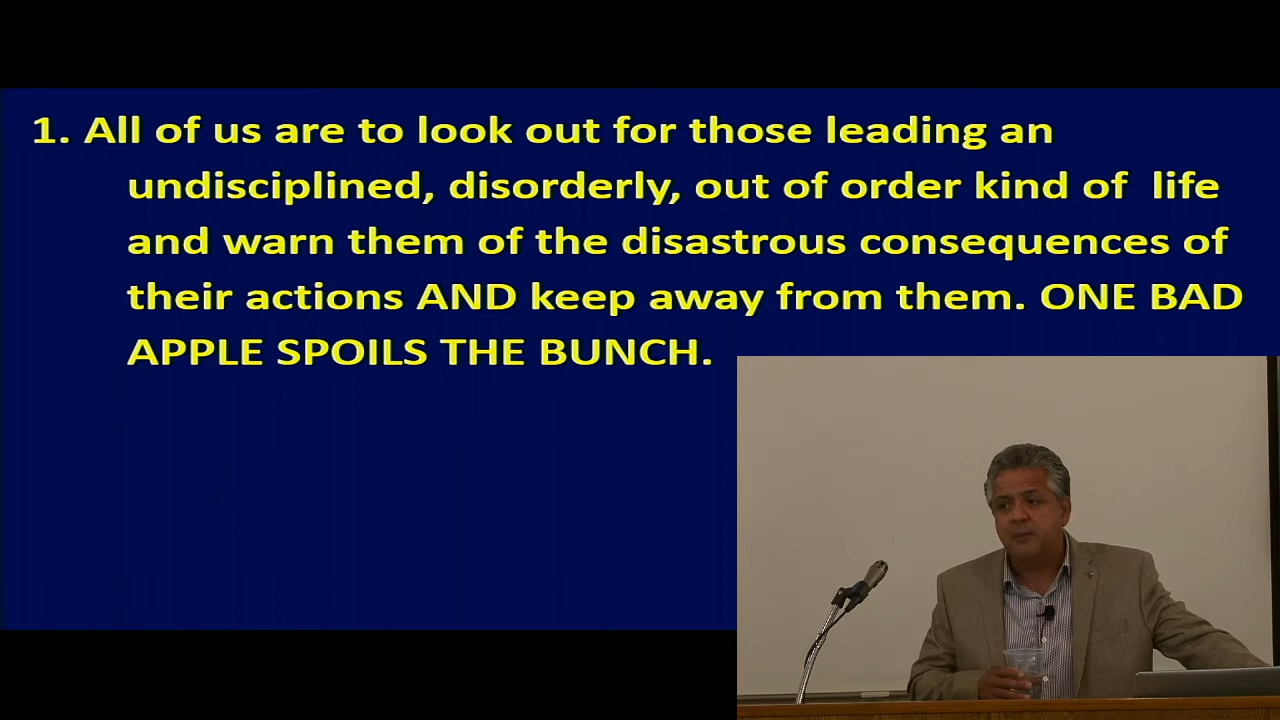 1. All of us are to look out for those leading an
undisciplined, disorderly, out of order kind of life
and warn them of the disastrous consequences of
their actions AND keep away from them. ONE BAD
APPLE SPOILS THE BUNCH.